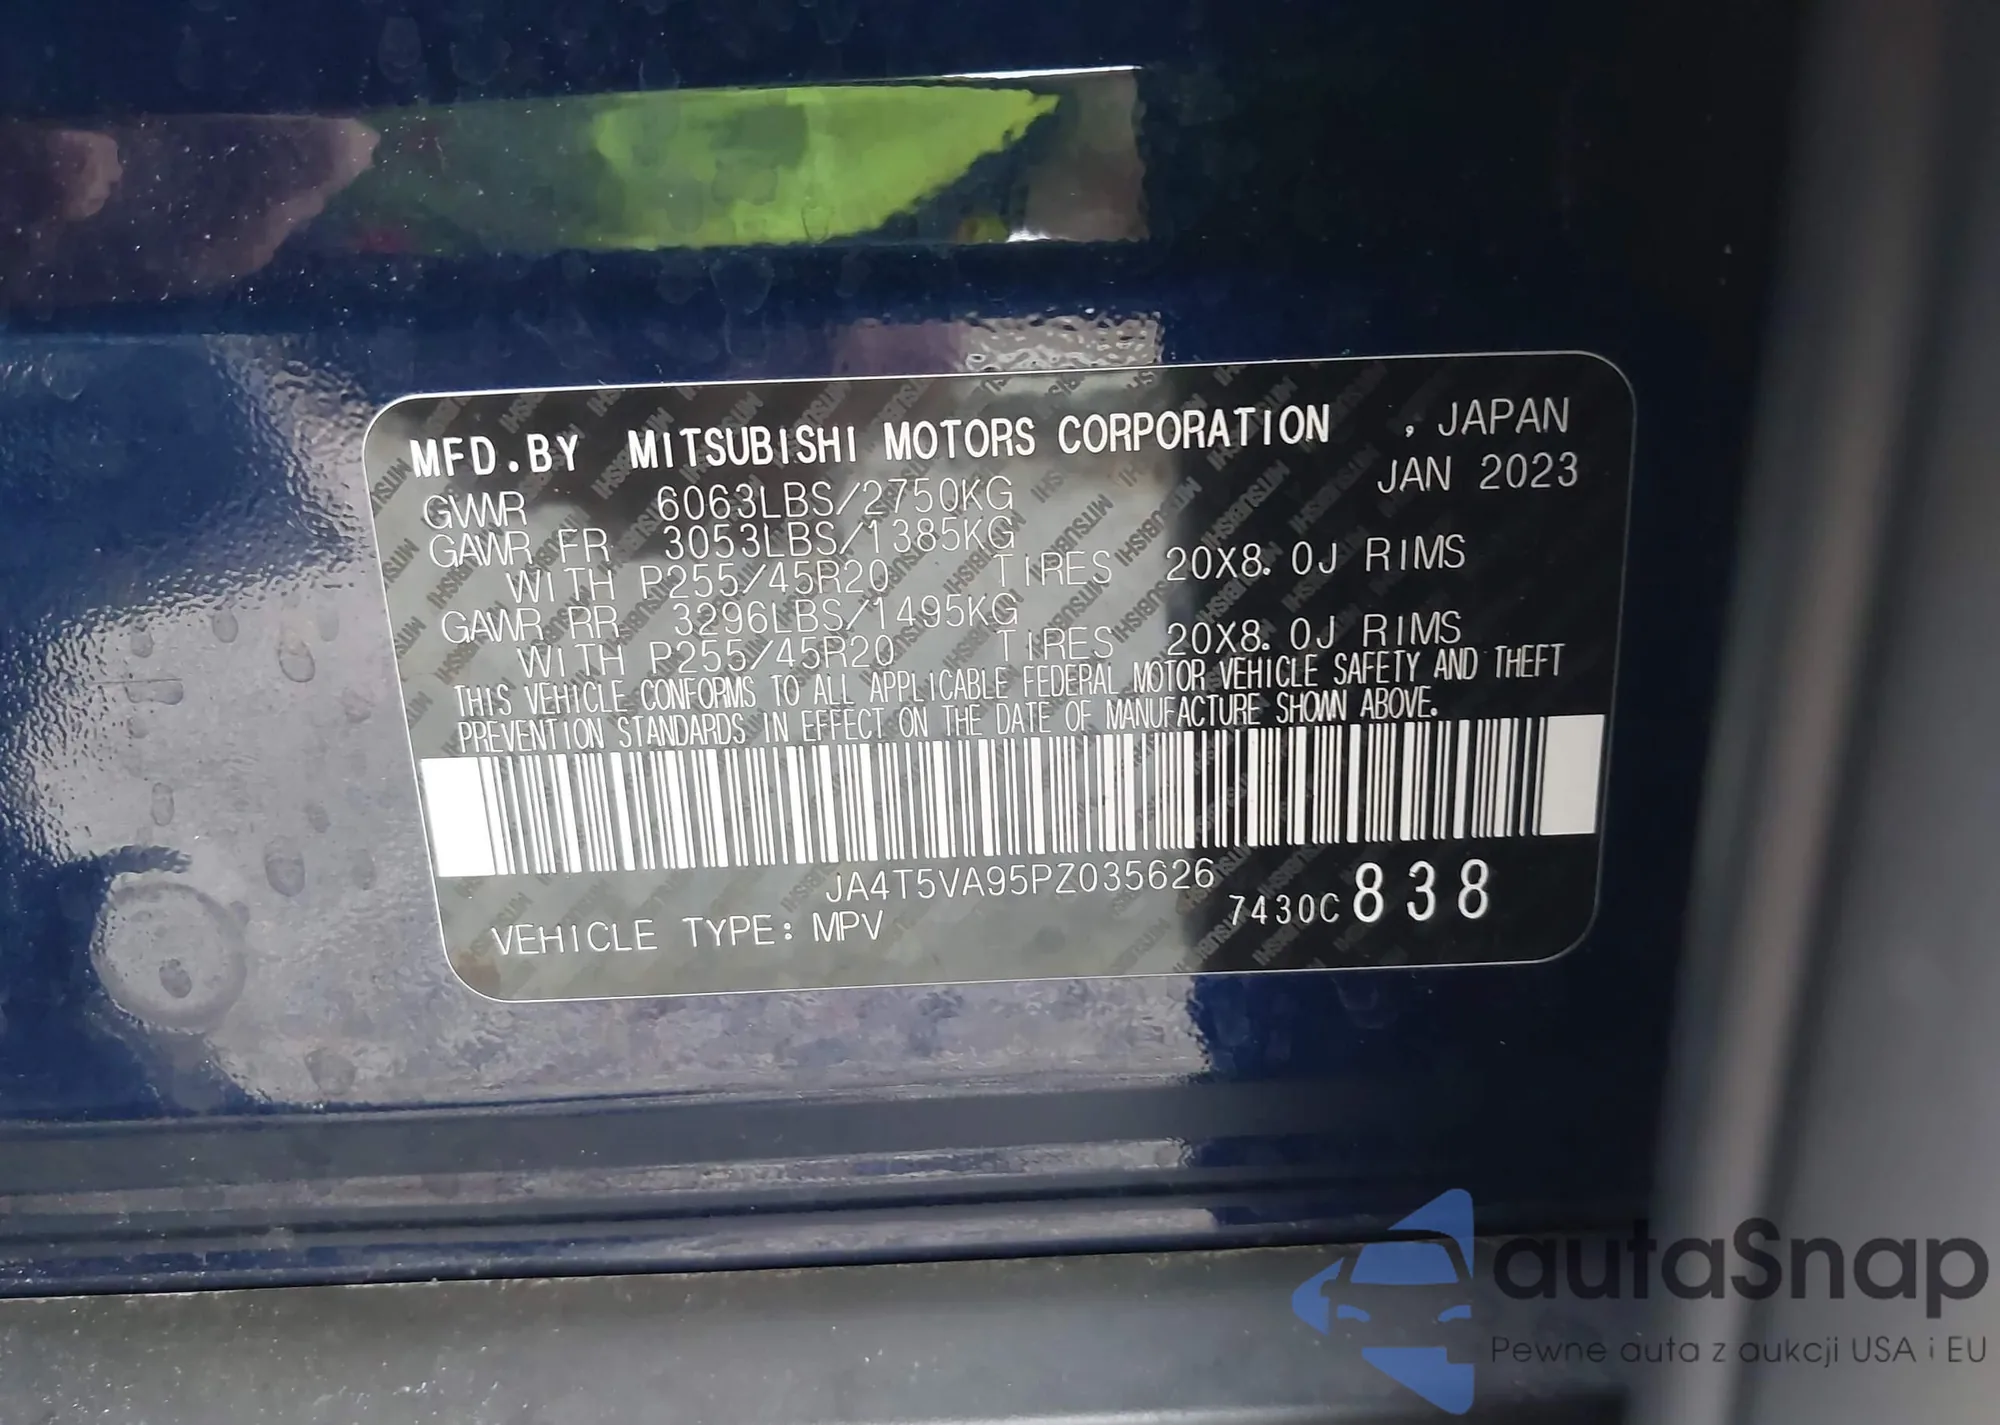 MFD.BY MITSUBISHI MOTORS CORPORATION , JAPAN
JAN 2023
GVWR 6063LBS/2750KG
GAWR FR 3053LBS/1385KG
WITH P255/45R20 TIRES 20X8.0J RIMS
GAWR RR 3296LBS/1495KG
WITH P255/45R20 TIRES 20X8.0J RIMS
THIS VEHICLE CONFORMS TO ALL APPLICABLE FEDERAL MOTOR VEHICLE SAFETY AND THEFT
PREVENTION STANDARDS IN EFFECT ON THE DATE OF MANUFACTURE SHOWN ABOVE.
JA4T5VA95PZ035626
7430C 838
VEHICLE TYPE: MPV
autaSnap
Pewne auta z aukcji USA i EU